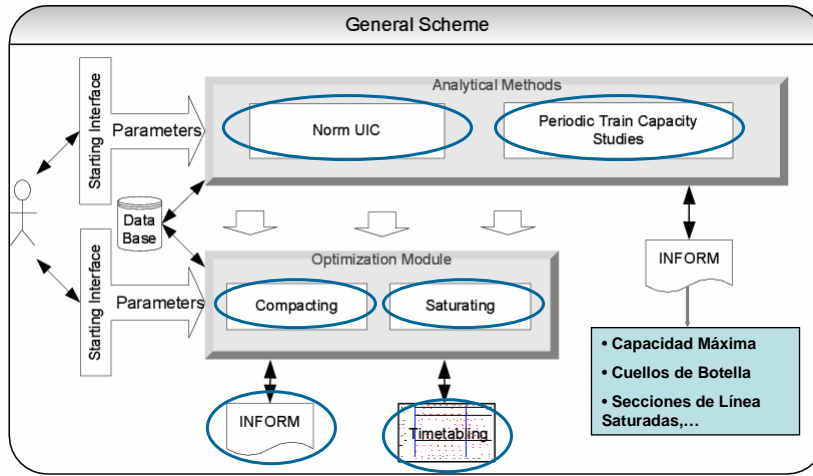 General Scheme
Starting Interface
Parameters
Analytical Methods
Norm UIC
Periodic Train Capacity
Studies
Data
Base
Starting Interface
Parameters
Optimization Module
Compacting
Saturating
INFORM
• Capacidad Máxima
• Cuellos de Botella
• Secciones de Línea
Saturadas,…
INFORM
Timetabling